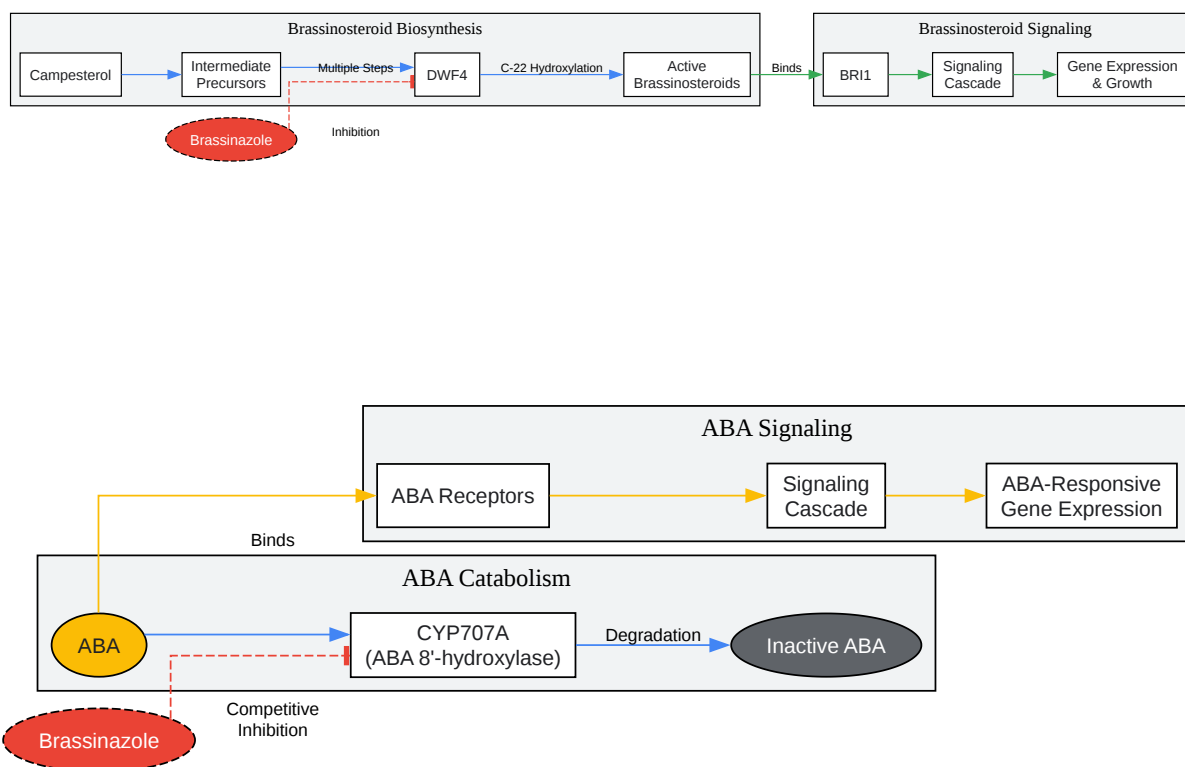 Brassinosteroid Biosynthesis
Brassinosteroid Signaling
Campesterol
Intermediate
Precursors
Multiple Steps
DWF4
C-22 Hydroxylation
Active
Brassinosteroids
Binds
BRI1
Signaling
Cascade
Gene Expression
& Growth
Brassinazole
Inhibition
ABA Signaling
ABA Receptors
Signaling
Cascade
ABA-Responsive
Gene Expression
Binds
ABA Catabolism
ABA
CYP707A
(ABA 8'-hydroxylase)
Degradation
Inactive ABA
Competitive
Inhibition
Brassinazole